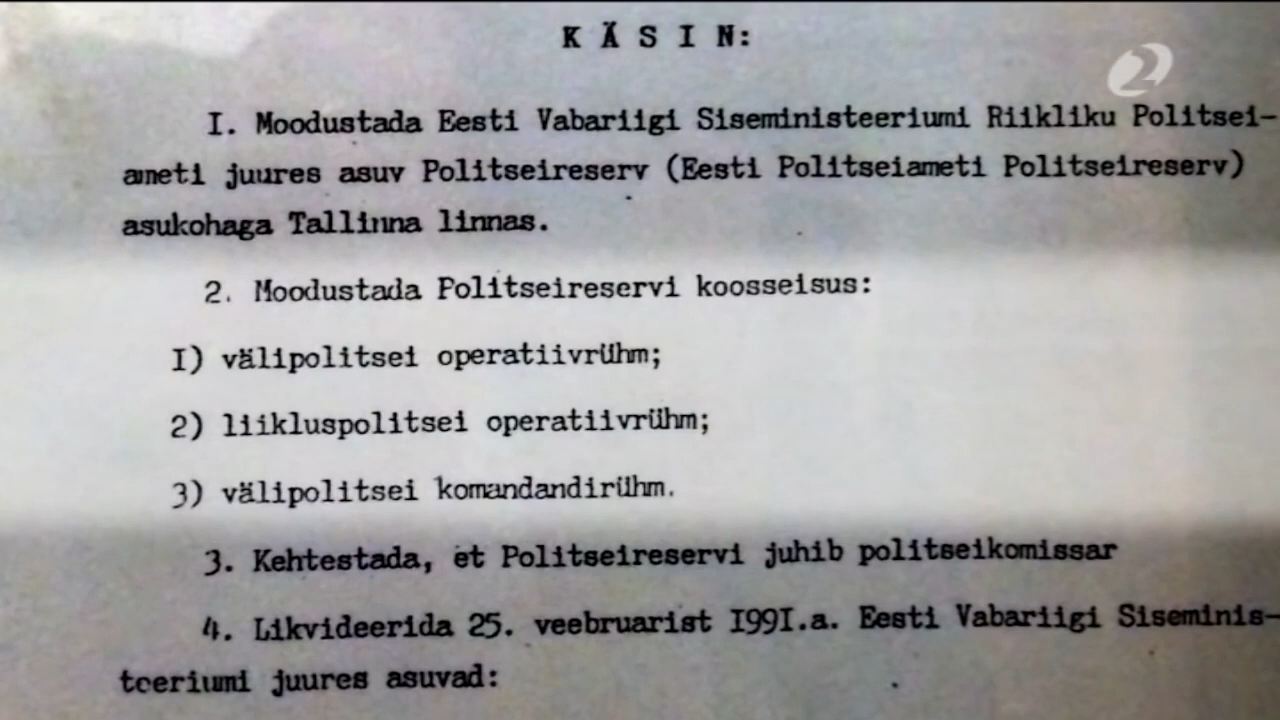 KÄSIN:
2
I. Moodustada Eesti Vabariigi Siseministeeriumi Riikliku Politsei-
ameti juures asuv Politseireserv (Eesti Politseiameti Politseireserv)
asukohaga Tallinna linnas.
2. Moodustada Politseireservi koosseisus:
I) välipolitsei operatiivrühm;
2) liikluspolitsei operatiivrühm;
3) välipolitsei komandandirühm.
3. Kehtestada, et Politseireservi juhib politseikomissar
4. Likvideerida 25. veebruarist I99I.a. Eesti Vabariigi Siseminis-
teeriumi juures asuvad: